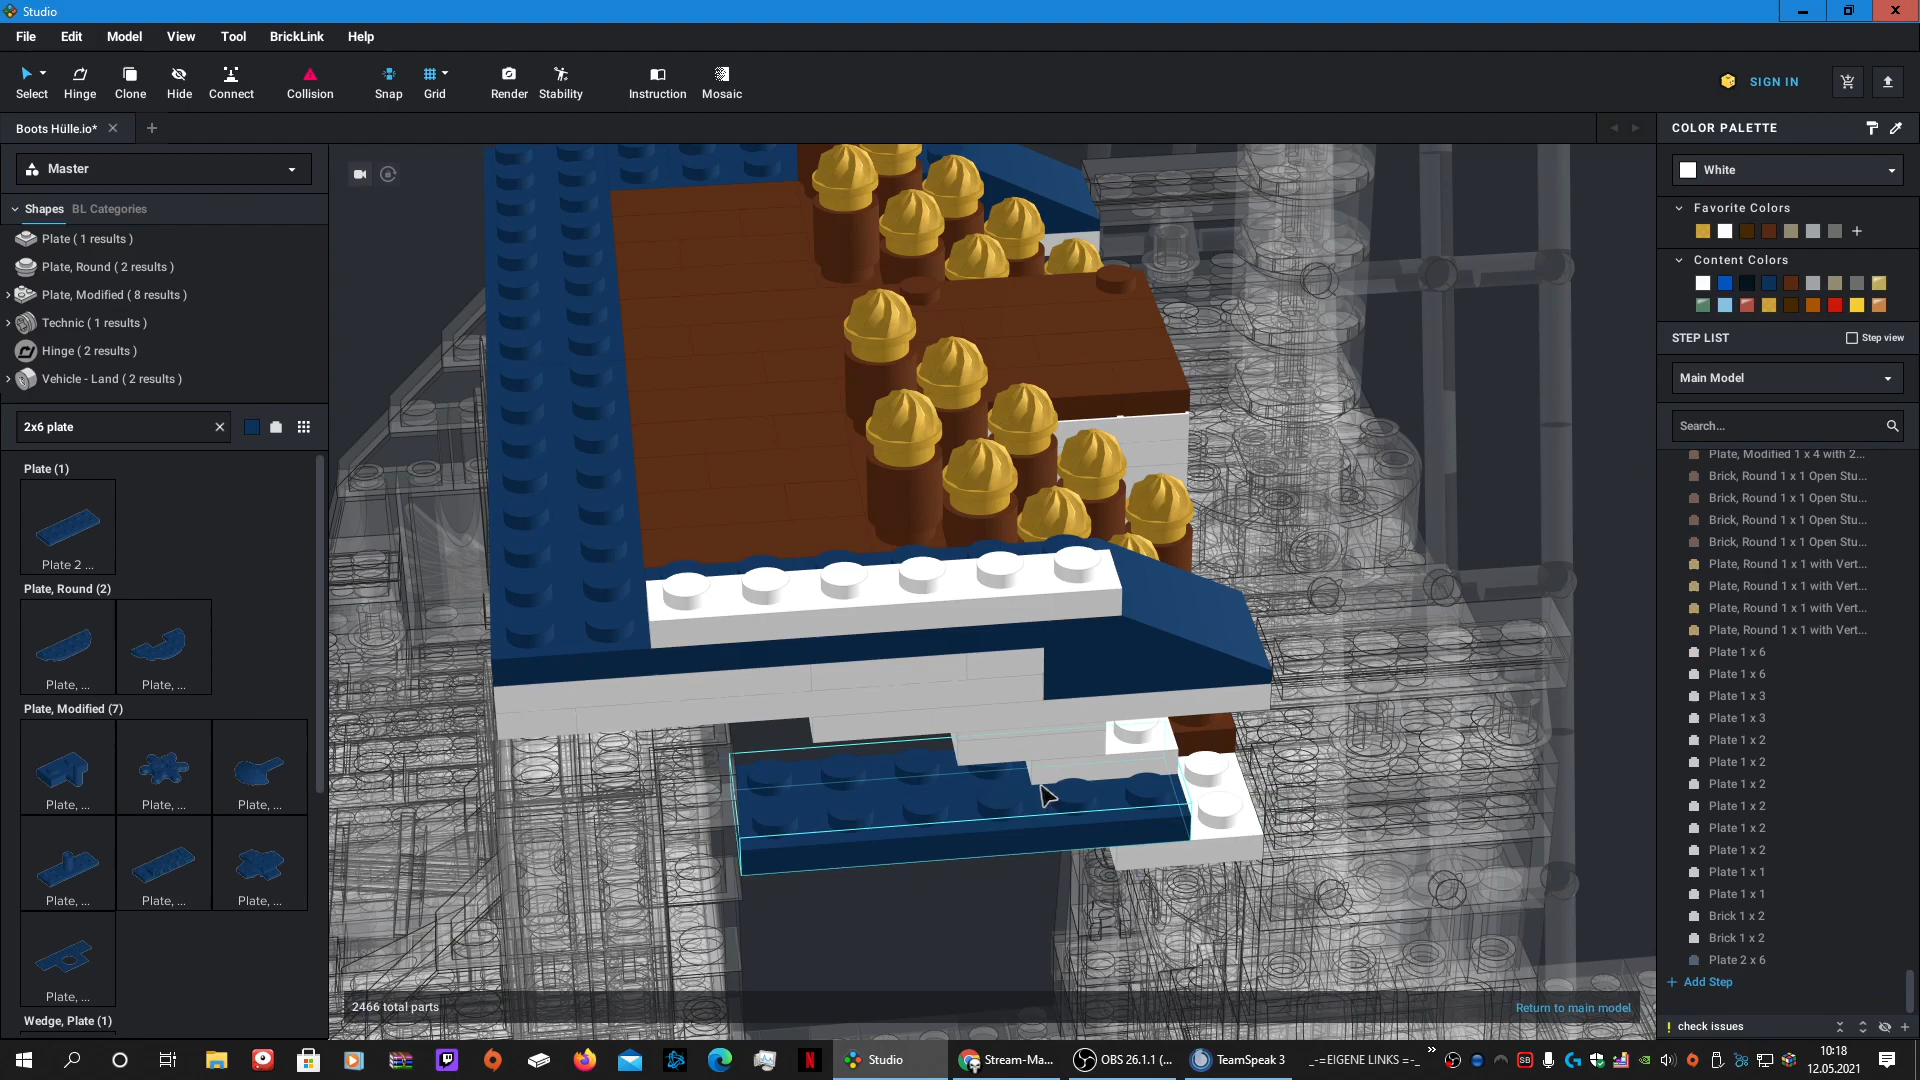 Studio
File Edit Model View Tool BrickLink Help
Select Hinge Clone Hide Connect Collision Snap Grid Render Stability Instruction Mosaic
SIGN IN
Boots Hülle.io*
Master
Shapes BL Categories
Plate ( 1 results )
Plate, Round ( 2 results )
Plate, Modified ( 8 results )
Technic ( 1 results )
Hinge ( 2 results )
Vehicle - Land ( 2 results )
2x6 plate
Plate (1)
Plate 2 ...
Plate, Round (2)
Plate, ... Plate, ...
Plate, Modified (7)
Plate, ... Plate, ... Plate, ...
Plate, ... Plate, ... Plate, ...
Plate, ...
Wedge, Plate (1)
2466 total parts
Return to main model
COLOR PALETTE
White
Favorite Colors
Content Colors
STEP LIST Step view
Main Model
Search...
Plate, Modified 1 x 4 with 2...
Brick, Round 1 x 1 Open Stu...
Brick, Round 1 x 1 Open Stu...
Brick, Round 1 x 1 Open Stu...
Brick, Round 1 x 1 Open Stu...
Plate, Round 1 x 1 with Vert...
Plate, Round 1 x 1 with Vert...
Plate, Round 1 x 1 with Vert...
Plate, Round 1 x 1 with Vert...
Plate 1 x 6
Plate 1 x 6
Plate 1 x 3
Plate 1 x 3
Plate 1 x 2
Plate 1 x 2
Plate 1 x 2
Plate 1 x 2
Plate 1 x 2
Plate 1 x 2
Plate 1 x 1
Plate 1 x 1
Brick 1 x 2
Brick 1 x 2
Plate 2 x 6
+ Add Step
! check issues
Studio Stream-Ma... OBS 26.1.1 (... TeamSpeak 3 _-=EIGENE LINKS =-_ »
10:18
12.05.2021